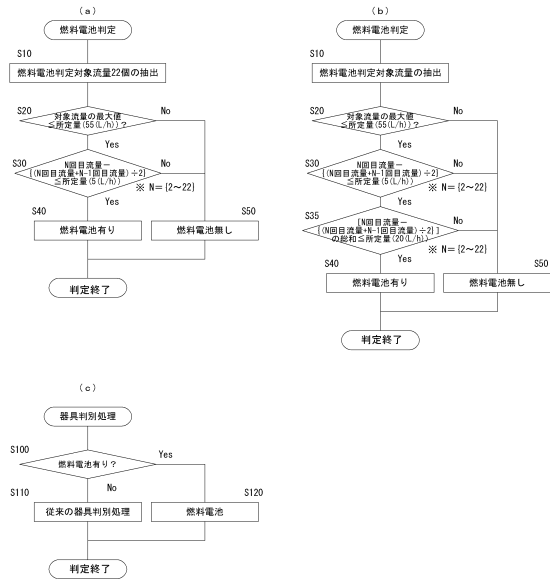 (a)
燃料電池判定
S10
燃料電池判定対象流量22個の抽出
S20
対象流量の最大値
≦所定量(55(L/h))?
No
Yes
S30
N回目流量－
[(N回目流量+N-1回目流量)÷2]
≦所定量(5(L/h))
No
※ N={2～22}
Yes
S40
燃料電池有り
S50
燃料電池無し
判定終了
(b)
燃料電池判定
S10
燃料電池判定対象流量の抽出
S20
対象流量の最大値
≦所定量(55(L/h))?
No
Yes
S30
N回目流量－
[(N回目流量+N-1回目流量)÷2]
≦所定量(5(L/h))
No
※ N={2～22}
Yes
S35
[N回目流量－
[(N回目流量+N-1回目流量)÷2]]
の総和≦所定量(20(L/h))
No
※ N={2～22}
Yes
S40
燃料電池有り
S50
燃料電池無し
判定終了
(c)
器具判別処理
S100
燃料電池有り?
Yes
No
S110
従来の器具判別処理
S120
燃料電池
判定終了